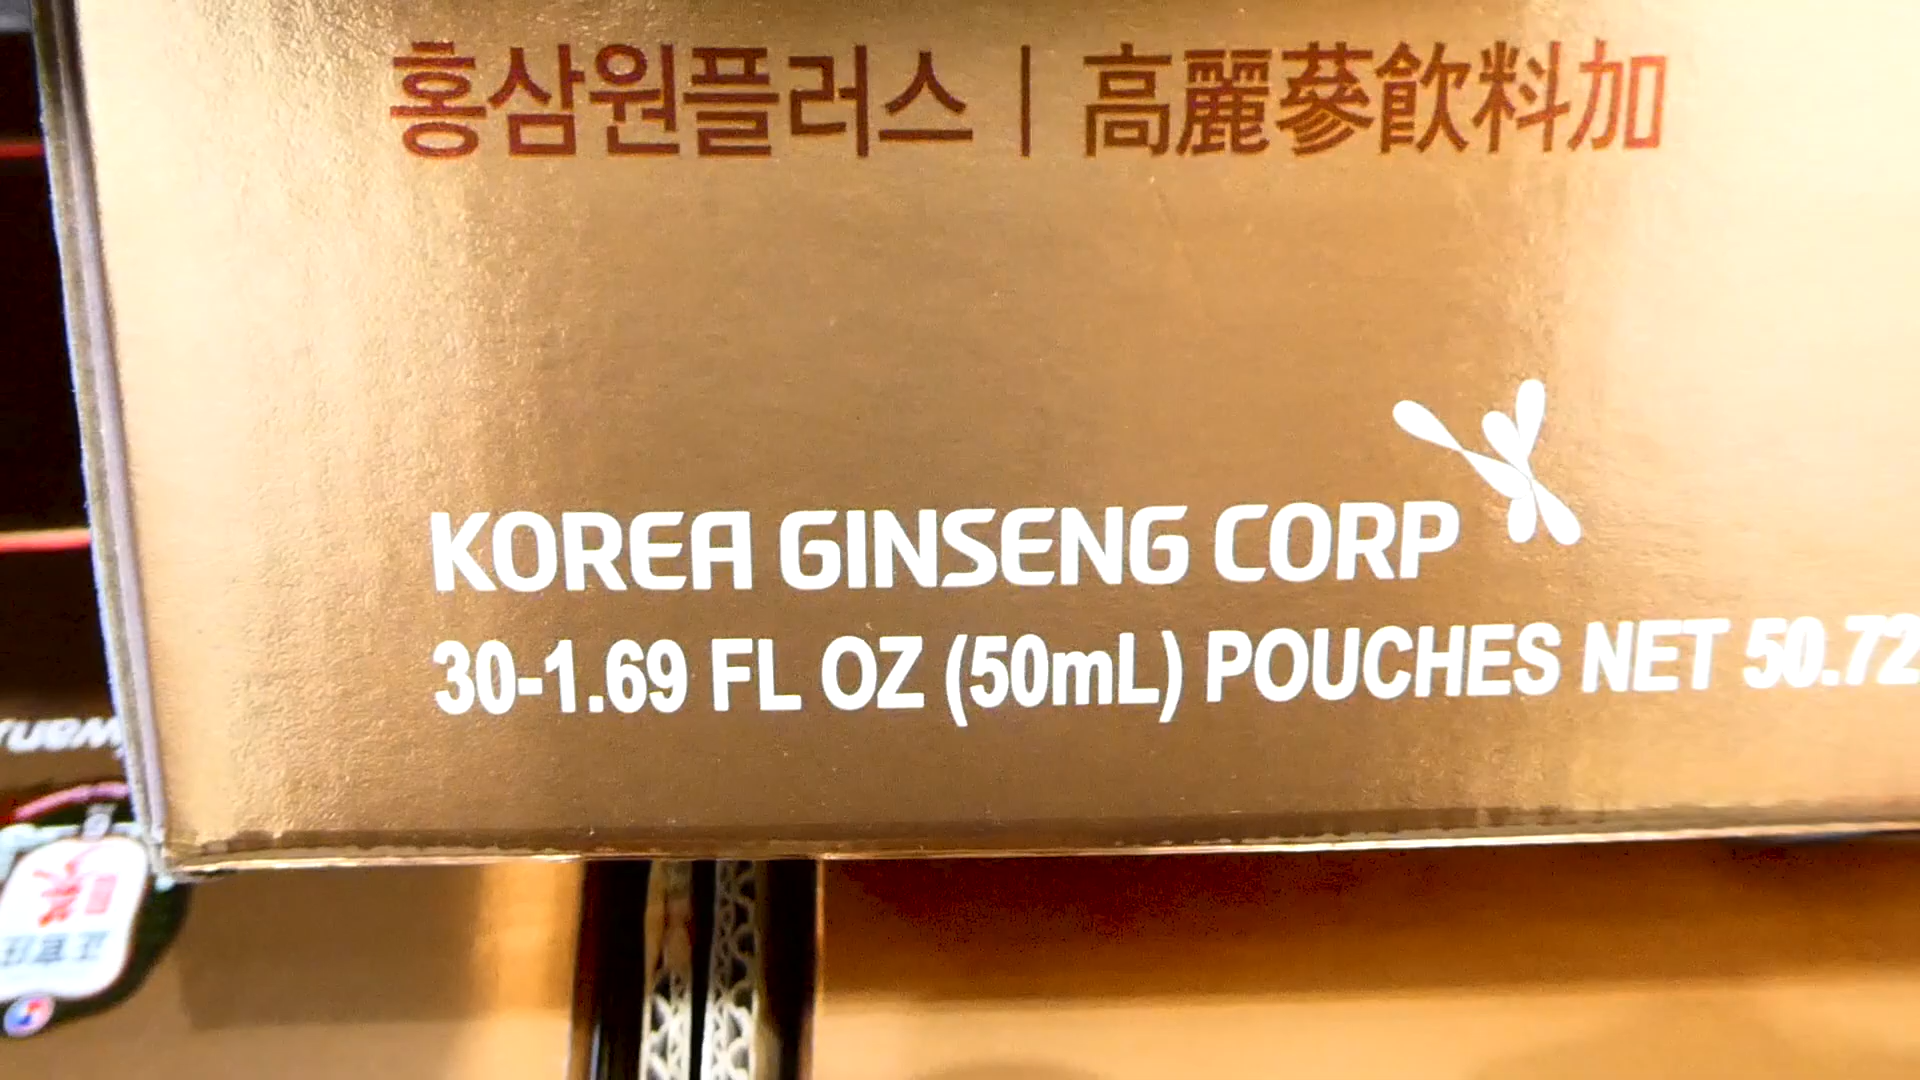 홍삼원플러스 | 高麗蔘飮料加
KOREA GINSENG CORP
30-1.69 FL OZ (50mL) POUCHES NET 50.72